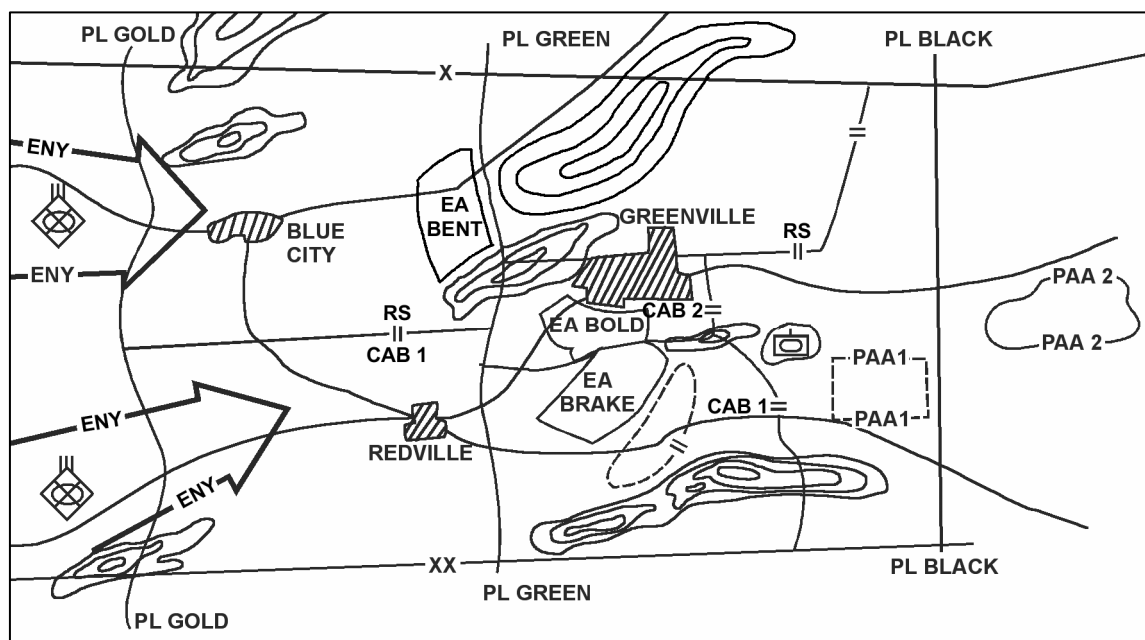 PL GOLD
PL GREEN
PL BLACK
X
ENY
EA
BENT
GREENVILLE
BLUE
CITY
RS
ENY
PAA 2
RS
CAB 1
EA BOLD
CAB 2
PAA 2
PAA1
EA
BRAKE
CAB 1
PAA1
ENY
REDVILLE
ENY
XX
PL BLACK
PL GREEN
PL GOLD